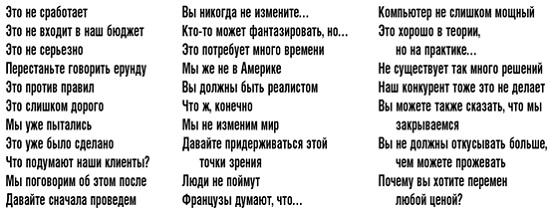 Это не сработает
Это не входит в наш бюджет
Это не серьезно
Перестаньте говорить ерунду
Это против правил
Это слишком дорого
Мы уже пытались
Это уже было сделано
Что подумают наши клиенты?
Мы поговорим об этом после
Давайте сначала проведем
Вы никогда не измените...
Кто-то может фантазировать, но...
Это потребует много времени
Мы же не в Америке
Вы должны быть реалистом
Что ж, конечно
Мы не изменим мир
Давайте придерживаться этой
точки зрения
Люди не поймут
Французы думают, что...
Компьютер не слишком мощный
Это хорошо в теории,
но на практике...
Не существует так много решений
Наш конкурент тоже это не делает
Вы можете также сказать, что мы
закрываемся
Вы не должны откусывать больше,
чем можете прожевать
Почему вы хотите перемен
любой ценой?